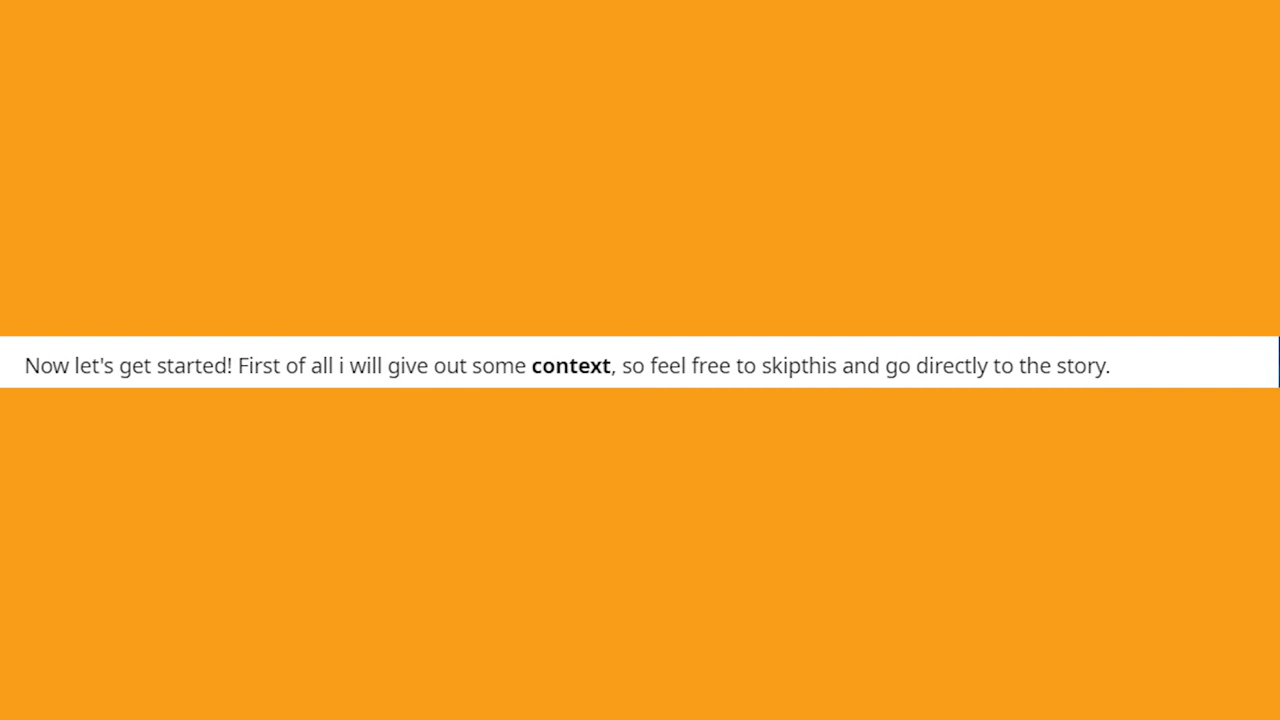 Now let's get started! First of all i will give out some context, so feel free to skipthis and go directly to the story.